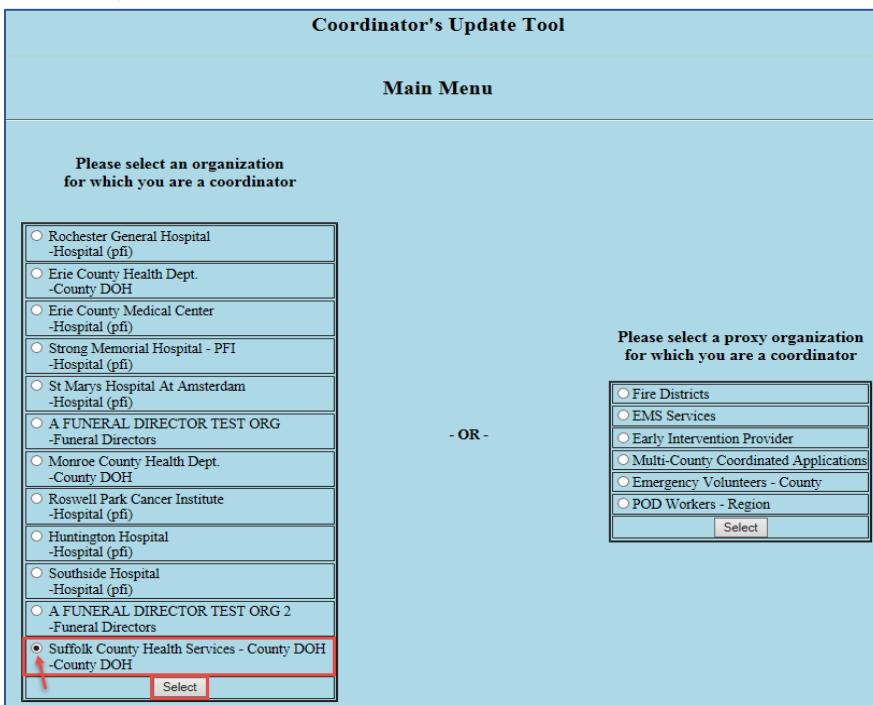 Coordinator's Update Tool
Main Menu
Please select an organization
for which you are a coordinator
Rochester General Hospital
-Hospital (pfi)
Erie County Health Dept.
-County DOH
Erie County Medical Center
-Hospital (pfi)
Strong Memorial Hospital - PFI
-Hospital (pfi)
St Marys Hospital At Amsterdam
-Hospital (pfi)
A FUNERAL DIRECTOR TEST ORG
-Funeral Directors
Monroe County Health Dept.
-County DOH
Roswell Park Cancer Institute
-Hospital (pfi)
Huntington Hospital
-Hospital (pfi)
Southside Hospital
-Hospital (pfi)
A FUNERAL DIRECTOR TEST ORG 2
-Funeral Directors
Suffolk County Health Services - County DOH
-County DOH
Select
- OR -
Please select a proxy organization
for which you are a coordinator
Fire Districts
EMS Services
Early Intervention Provider
Multi-County Coordinated Applications
Emergency Volunteers - County
POD Workers - Region
Select